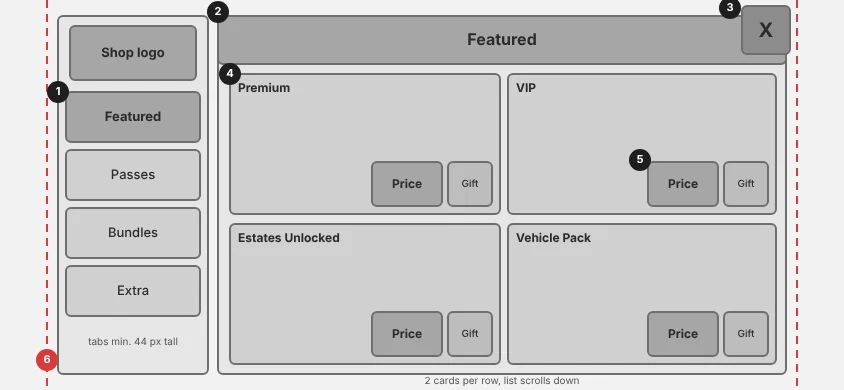 2
3
Shop logo
Featured
X
1
Featured
4
Premium
VIP
Passes
5
Price
Gift
Price
Gift
Bundles
Estates Unlocked
Vehicle Pack
Extra
Price
Gift
Price
Gift
tabs min. 44 px tall
6
2 cards per row, list scrolls down